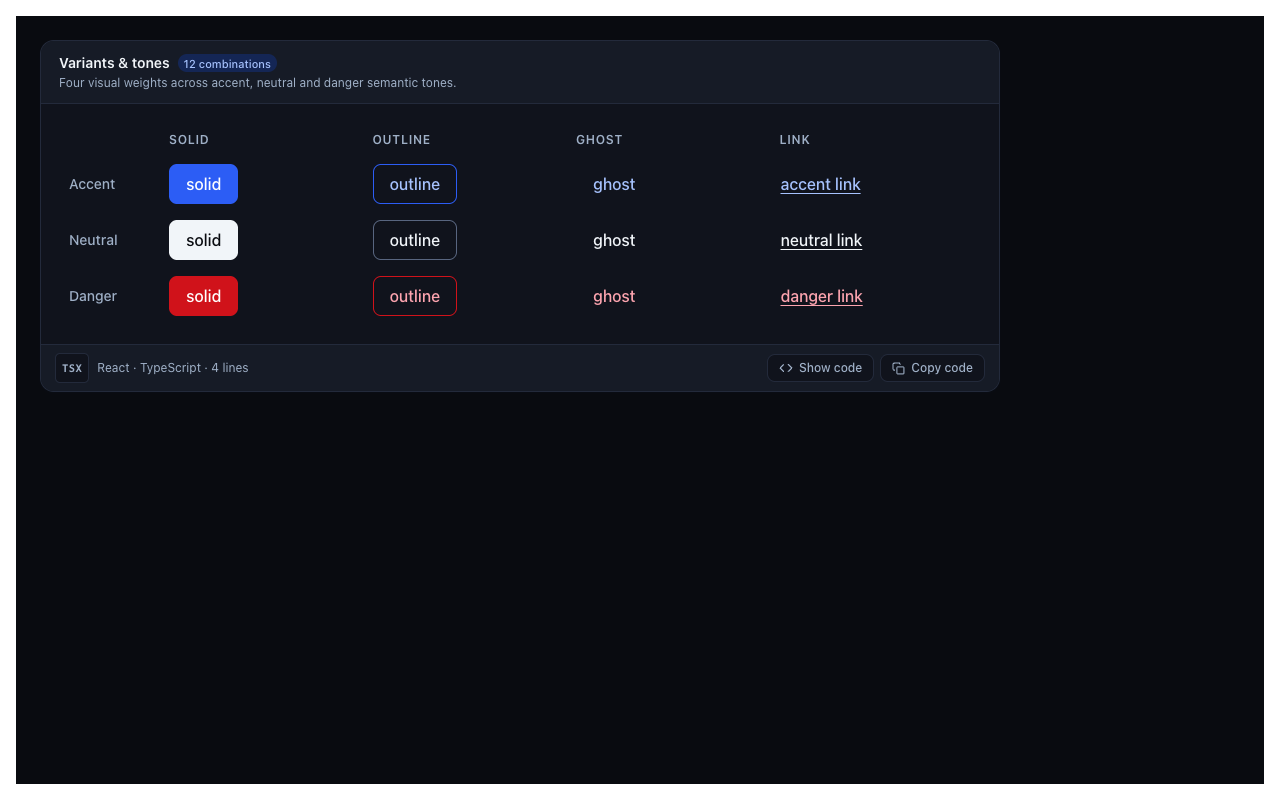 Variants & tones 12 combinations
Four visual weights across accent, neutral and danger semantic tones.
SOLID OUTLINE GHOST LINK
Accent solid outline ghost accent link
Neutral solid outline ghost neutral link
Danger solid outline ghost danger link
TSX React · TypeScript · 4 lines Show code Copy code